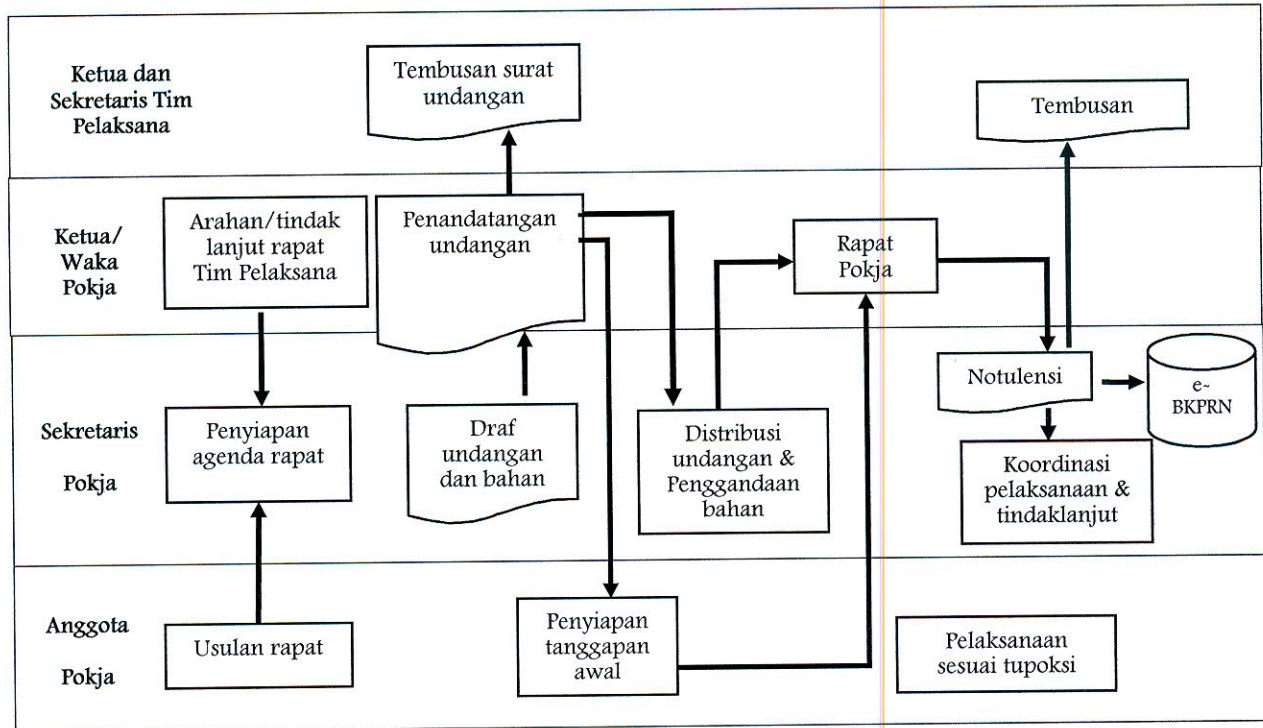 Ketua dan
Sekretaris Tim
Pelaksana
Tembusan surat
undangan
Tembusan
Ketua/
Waka
Pokja
Arahan/tindak
lanjut rapat
Tim Pelaksana
Penandatangan
undangan
Rapat
Pokja
Sekretaris
Pokja
Penyiapan
agenda rapat
Draf
undangan
dan bahan
Distribusi
undangan &
Penggandaan
bahan
Notulensi
e-
BKPRN
Koordinasi
pelaksanaan &
tindaklanjut
Anggota
Pokja
Usulan rapat
Penyiapan
tanggapan
awal
Pelaksanaan
sesuai tupoksi